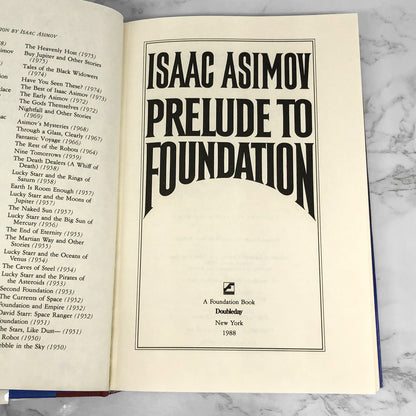 ION BY ISAAC ASIMOV
The Heavenly Host (1975)
Buy Jupiter and Other Stories
(1975)
Tales of the Black Widowers
(1974)
Have You Seen These? (1974)
The Best of Isaac Asimov (1973)
The Early Asimov (1972)
The Gods Themselves (1972)
Nightfall and Other Stories
(1969)
Asimov's Mysteries (1968)
Through a Glass, Clearly (1967)
Fantastic Voyage (1966)
The Rest of the Robots (1964)
Nine Tomorrows (1959)
The Death Dealers (A Whiff of
Death) (1958)
Lucky Starr and the Rings of
Saturn (1958)
Earth Is Room Enough (1957)
Lucky Starr and the Moons of
Jupiter (1957)
The Naked Sun (1957)
Lucky Starr and the Big Sun of
Mercury (1956)
The End of Eternity (1955)
The Martian Way and Other
Stories (1955)
Lucky Starr and the Oceans of
Venus (1954)
The Caves of Steel (1954)
Lucky Starr and the Pirates of
the Asteroids (1953)
Second Foundation (1953)
The Currents of Space (1952)
Foundation and Empire (1952)
David Starr: Space Ranger (1952)
Foundation (1951)
The Stars, Like Dust— (1951)
Robot (1950)
ebble in the Sky (1950)
ISAAC ASIMOV
PRELUDE TO
FOUNDATION
A Foundation Book
Doubleday
New York
1988